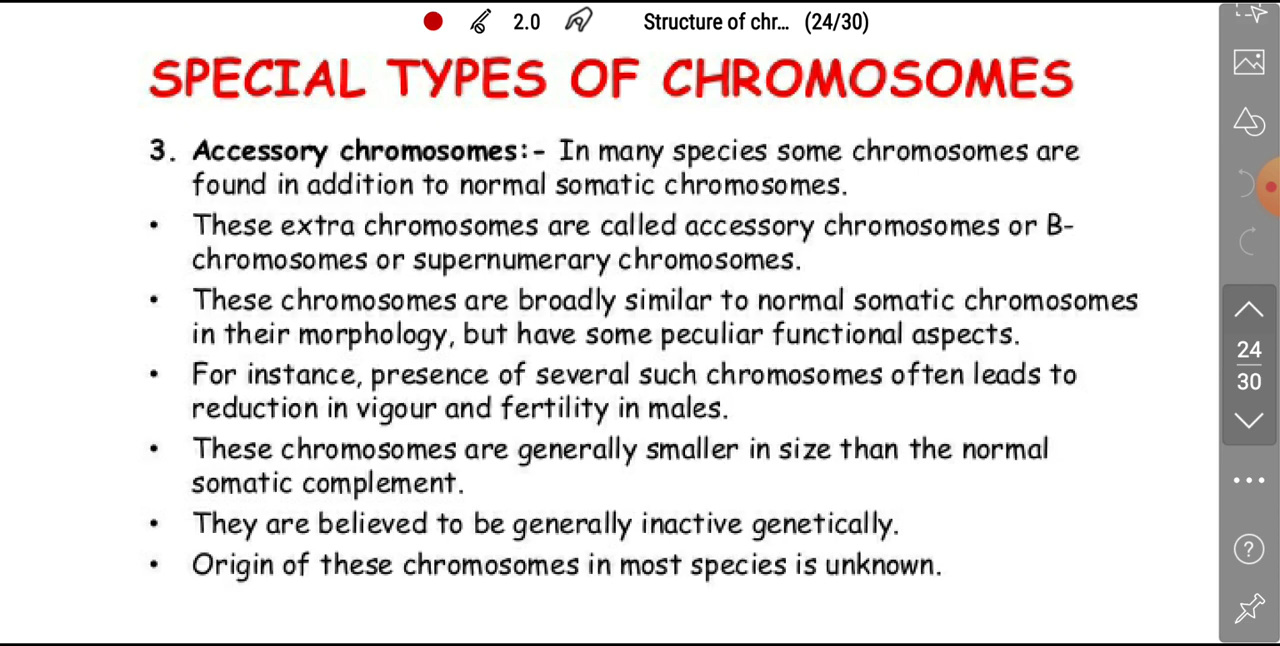 2.0 Structure of chr... (24/30)
SPECIAL TYPES OF CHROMOSOMES
3. Accessory chromosomes:- In many species some chromosomes are
found in addition to normal somatic chromosomes.
• These extra chromosomes are called accessory chromosomes or B-
chromosomes or supernumerary chromosomes.
• These chromosomes are broadly similar to normal somatic chromosomes
in their morphology, but have some peculiar functional aspects.
• For instance, presence of several such chromosomes often leads to
reduction in vigour and fertility in males.
• These chromosomes are generally smaller in size than the normal
somatic complement.
• They are believed to be generally inactive genetically.
• Origin of these chromosomes in most species is unknown.
24
30